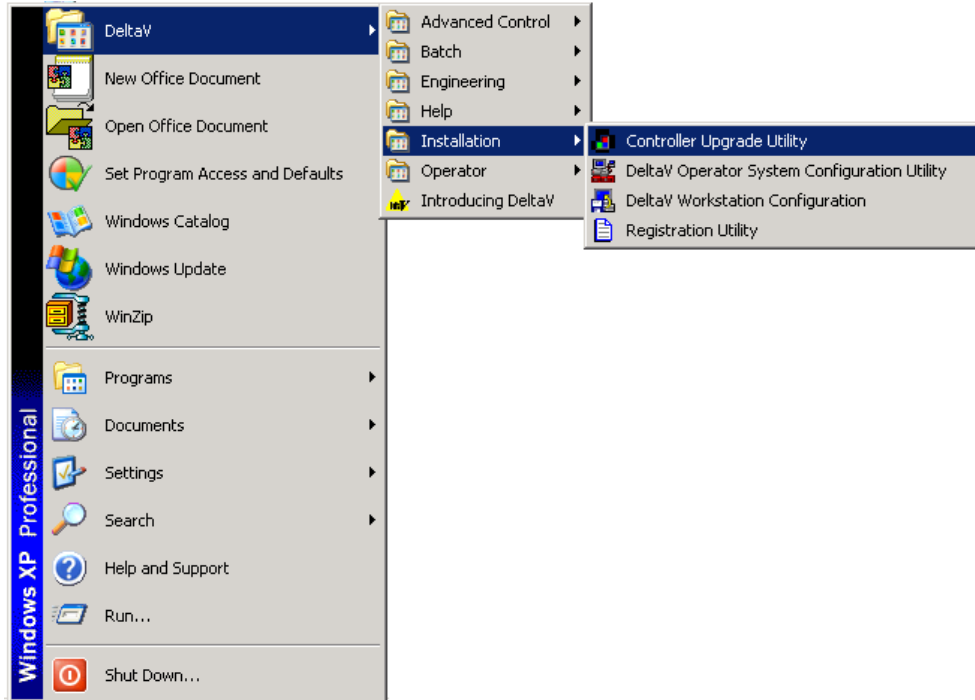 DeltaV
New Office Document
Open Office Document
Set Program Access and Defaults
Windows Catalog
Windows Update
WinZip
Programs
Documents
Settings
Search
Help and Support
Run...
Shut Down...
Windows XP Professional
Advanced Control
Batch
Engineering
Help
Installation
Operator
Introducing DeltaV
Controller Upgrade Utility
DeltaV Operator System Configuration Utility
DeltaV Workstation Configuration
Registration Utility